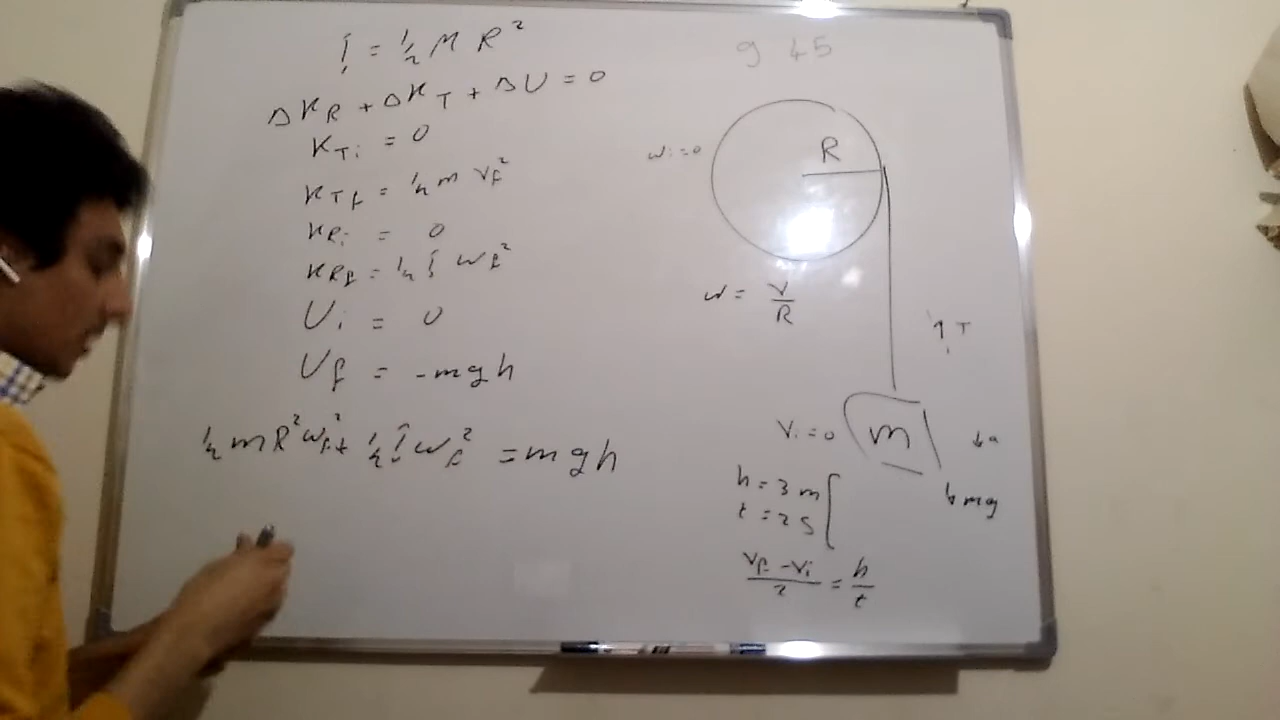 I = 1/2 M R²
ΔK_R + ΔK_T + ΔU = 0
K_Ti = 0
K_Tf = 1/2 m v_f²
K_Ri = 0
K_Rf = 1/2 I ω_f²
U_i = 0
U_f = -mgh
1/2 m R² ω_f² + 1/2 I ω_f² = mgh
9 45
ω_i = 0
R
ω = V/R
↑ T
V_i = 0
m
↓a
↓mg
h = 3 m
t = 2 s
(v_f - v_i)/2 = h/t